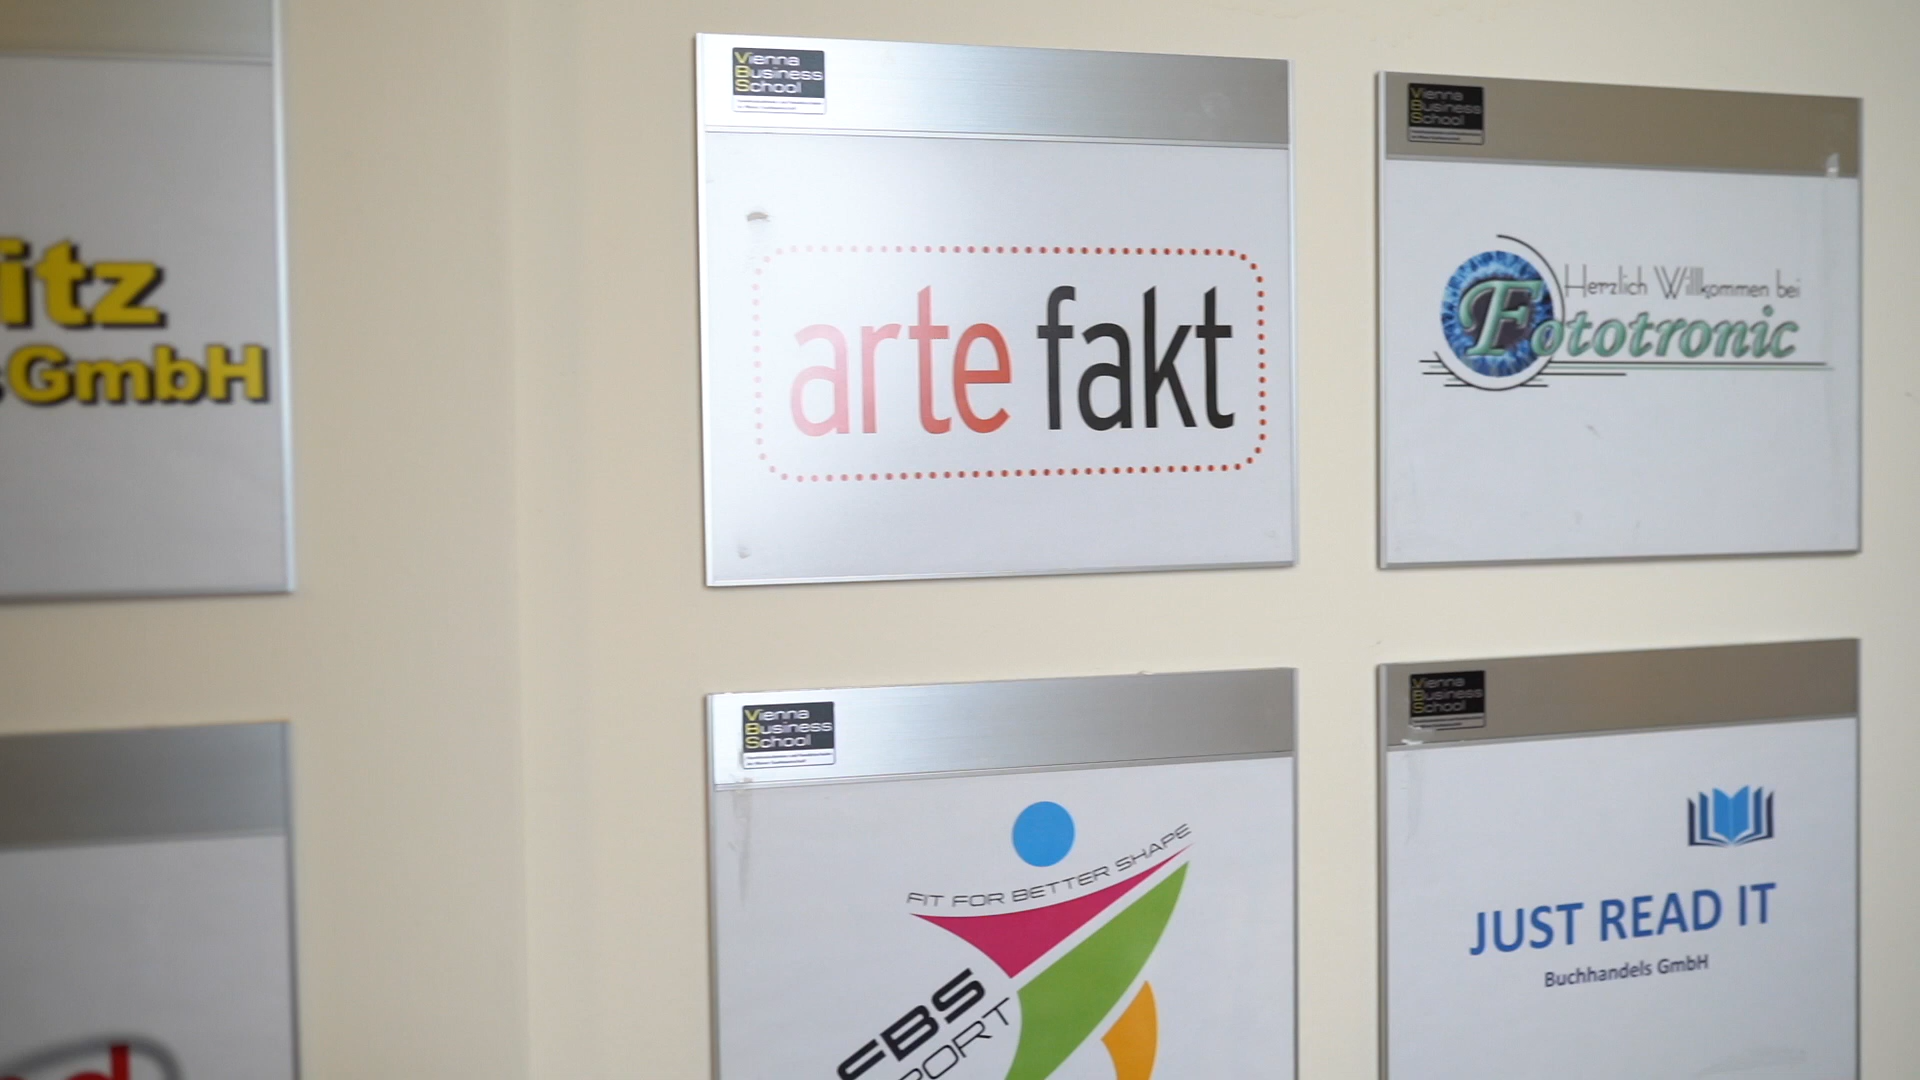 itz
GmbH
Vienna
Business
School
arte fakt
Vienna
Business
School
Herzlich Willkommen bei
Fototronic
Vienna
Business
School
FIT FOR BETTER SHAPE
FBS
PORT
Vienna
Business
School
JUST READ IT
Buchhandels GmbH